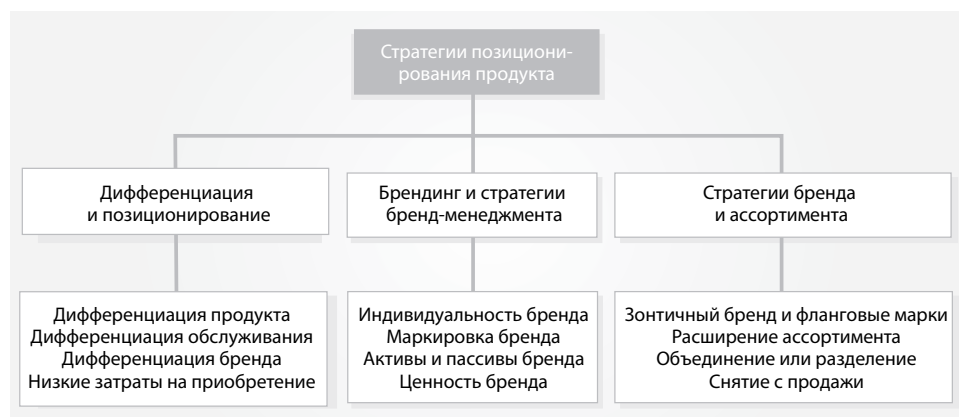 Стратегии позициони-
рования продукта
Дифференциация
и позиционирование
Брендинг и стратегии
бренд-менеджмента
Стратегии бренда
и ассортимента
Дифференциация продукта
Дифференциация обслуживания
Дифференциация бренда
Низкие затраты на приобретение
Индивидуальность бренда
Маркировка бренда
Активы и пассивы бренда
Ценность бренда
Зонтичный бренд и фланговые марки
Расширение ассортимента
Объединение или разделение
Снятие с продажи